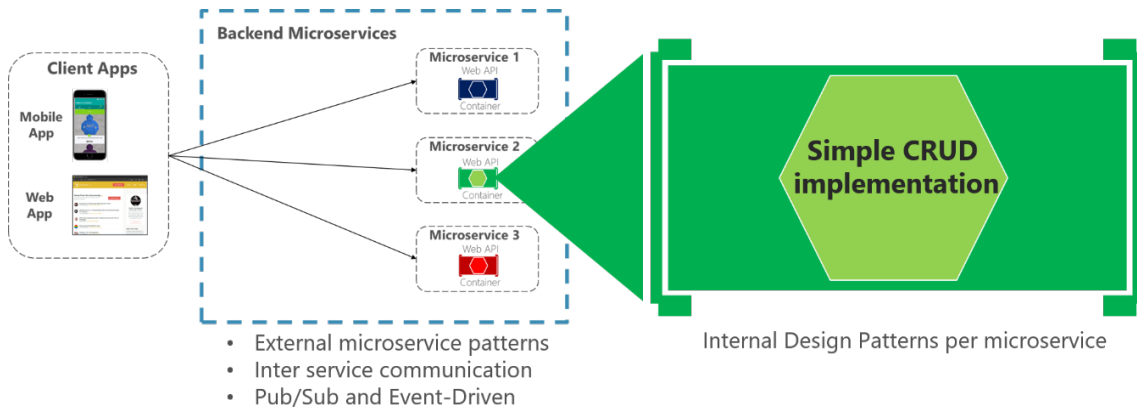 Client Apps
Mobile
App
Web
App
Backend Microservices
Microservice 1
Web API
Container
Microservice 2
Web API
Container
Microservice 3
Web API
Container
• External microservice patterns
• Inter service communication
• Pub/Sub and Event-Driven
Simple CRUD
implementation
Internal Design Patterns per microservice